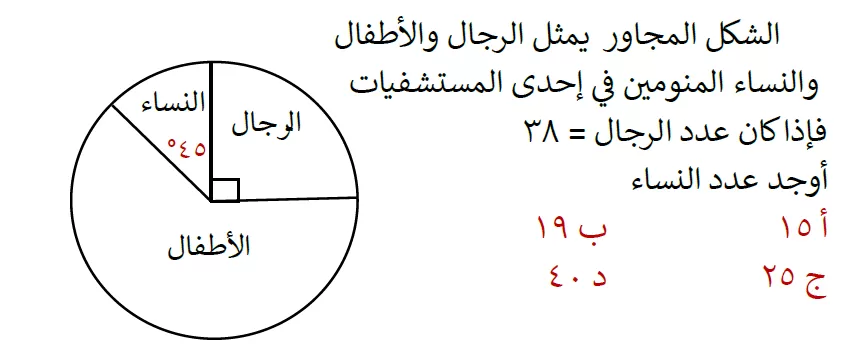 الشكل المجاور يمثل الرجال والأطفال
والنساء المنومين في إحدى المستشفيات
فإذا كان عدد الرجال = ٣٨
أوجد عدد النساء
أ ١٥ ب ١٩
ج ٢٥ د ٤٠
النساء
٤٥°
الرجال
الأطفال